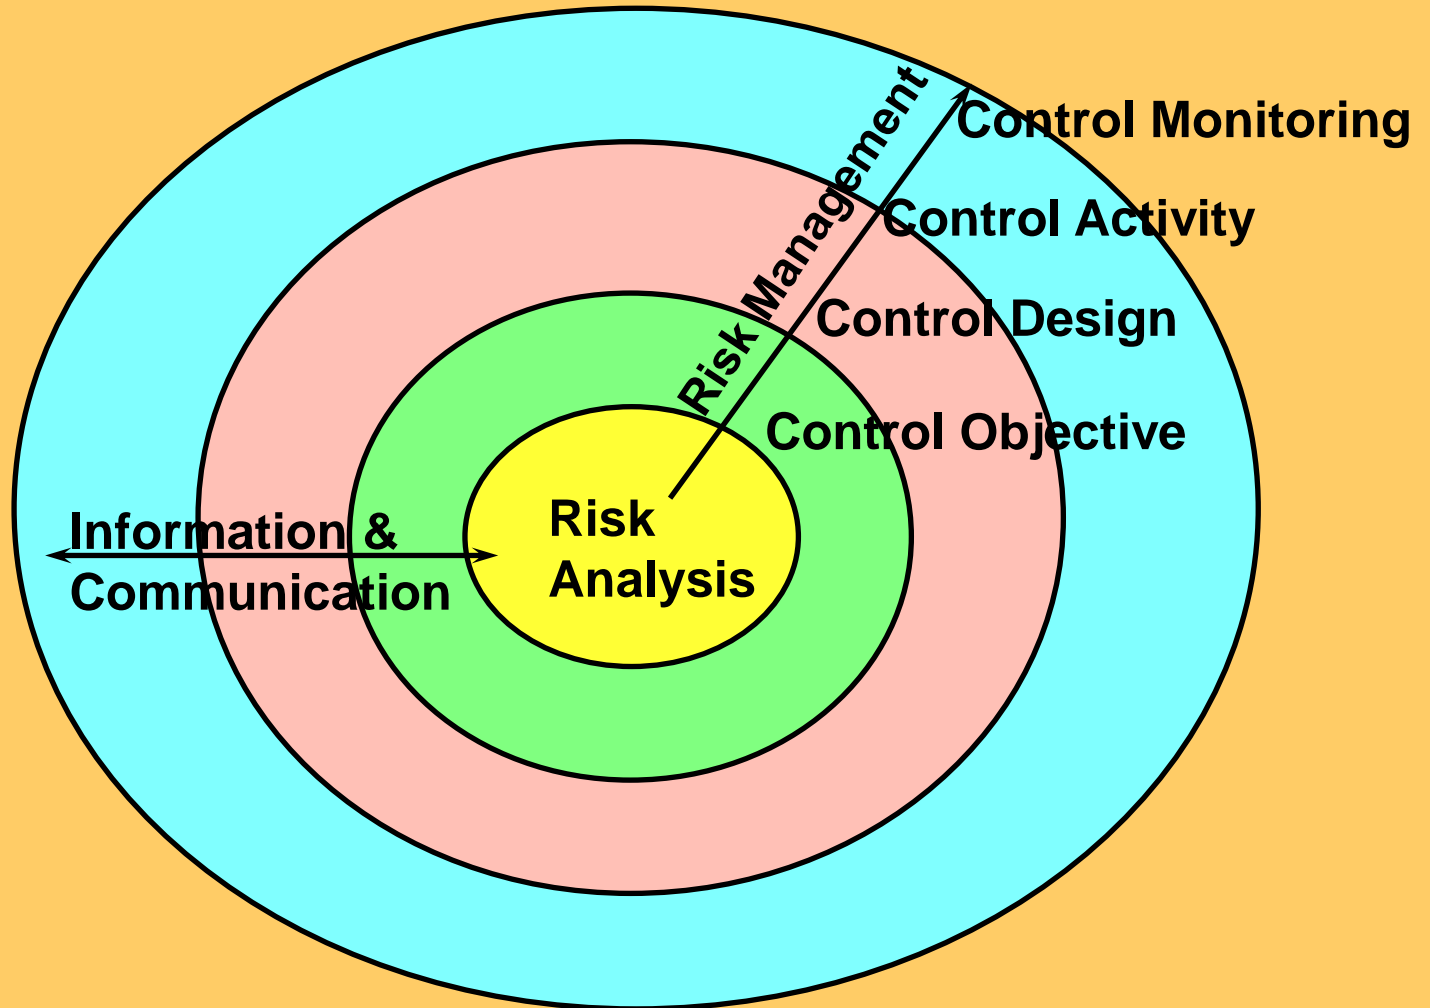 Risk Management
Control Monitoring
Control Activity
Control Design
Control Objective
Information &
Communication
Risk
Analysis